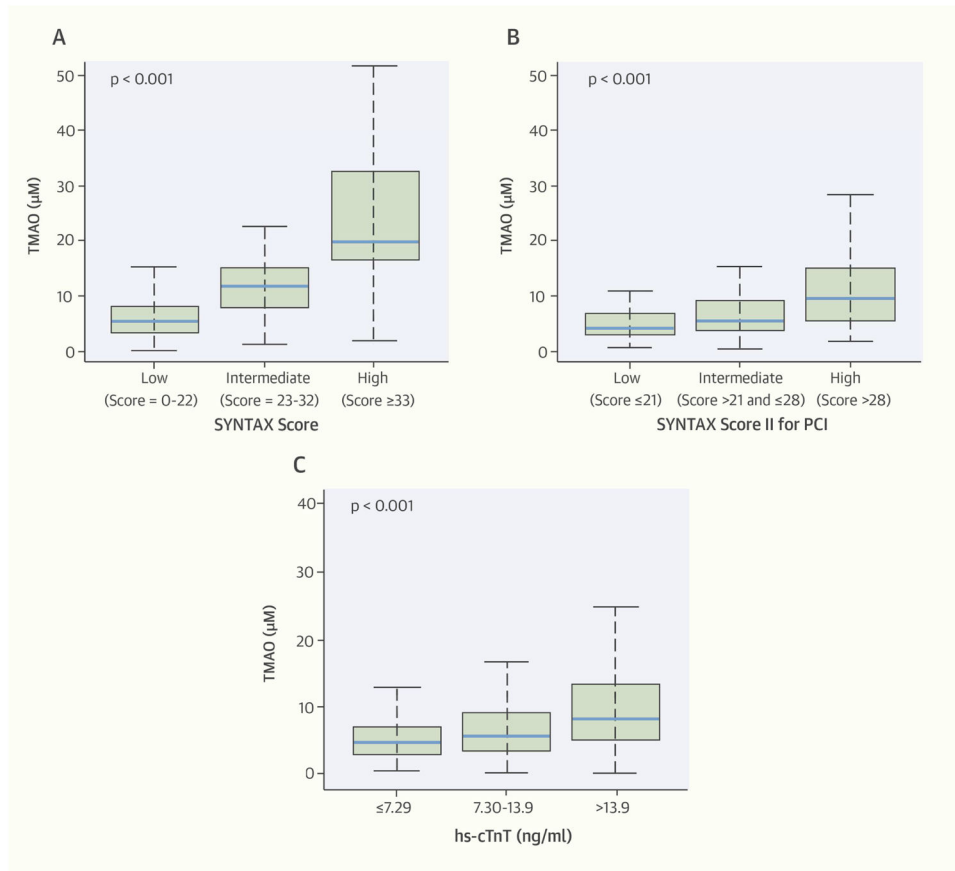 A
p < 0.001
50
40
30
20
10
0
TMAO (μM)
Low
(Score = 0-22)
Intermediate
(Score = 23-32)
High
(Score ≥33)
SYNTAX Score
B
p < 0.001
50
40
30
20
10
0
TMAO (μM)
Low
(Score ≤21)
Intermediate
(Score >21 and ≤28)
High
(Score >28)
SYNTAX Score II for PCI
C
p < 0.001
40
30
20
10
0
TMAO (μM)
≤7.29
7.30-13.9
>13.9
hs-cTnT (ng/ml)